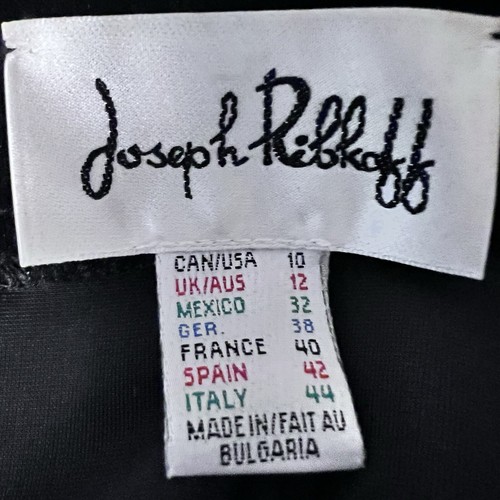 Joseph Ribkoff
CAN/USA 10
UK/AUS 12
MEXICO 32
GER. 38
FRANCE 40
SPAIN 42
ITALY 44
MADE IN/FAIT AU
BULGARIA